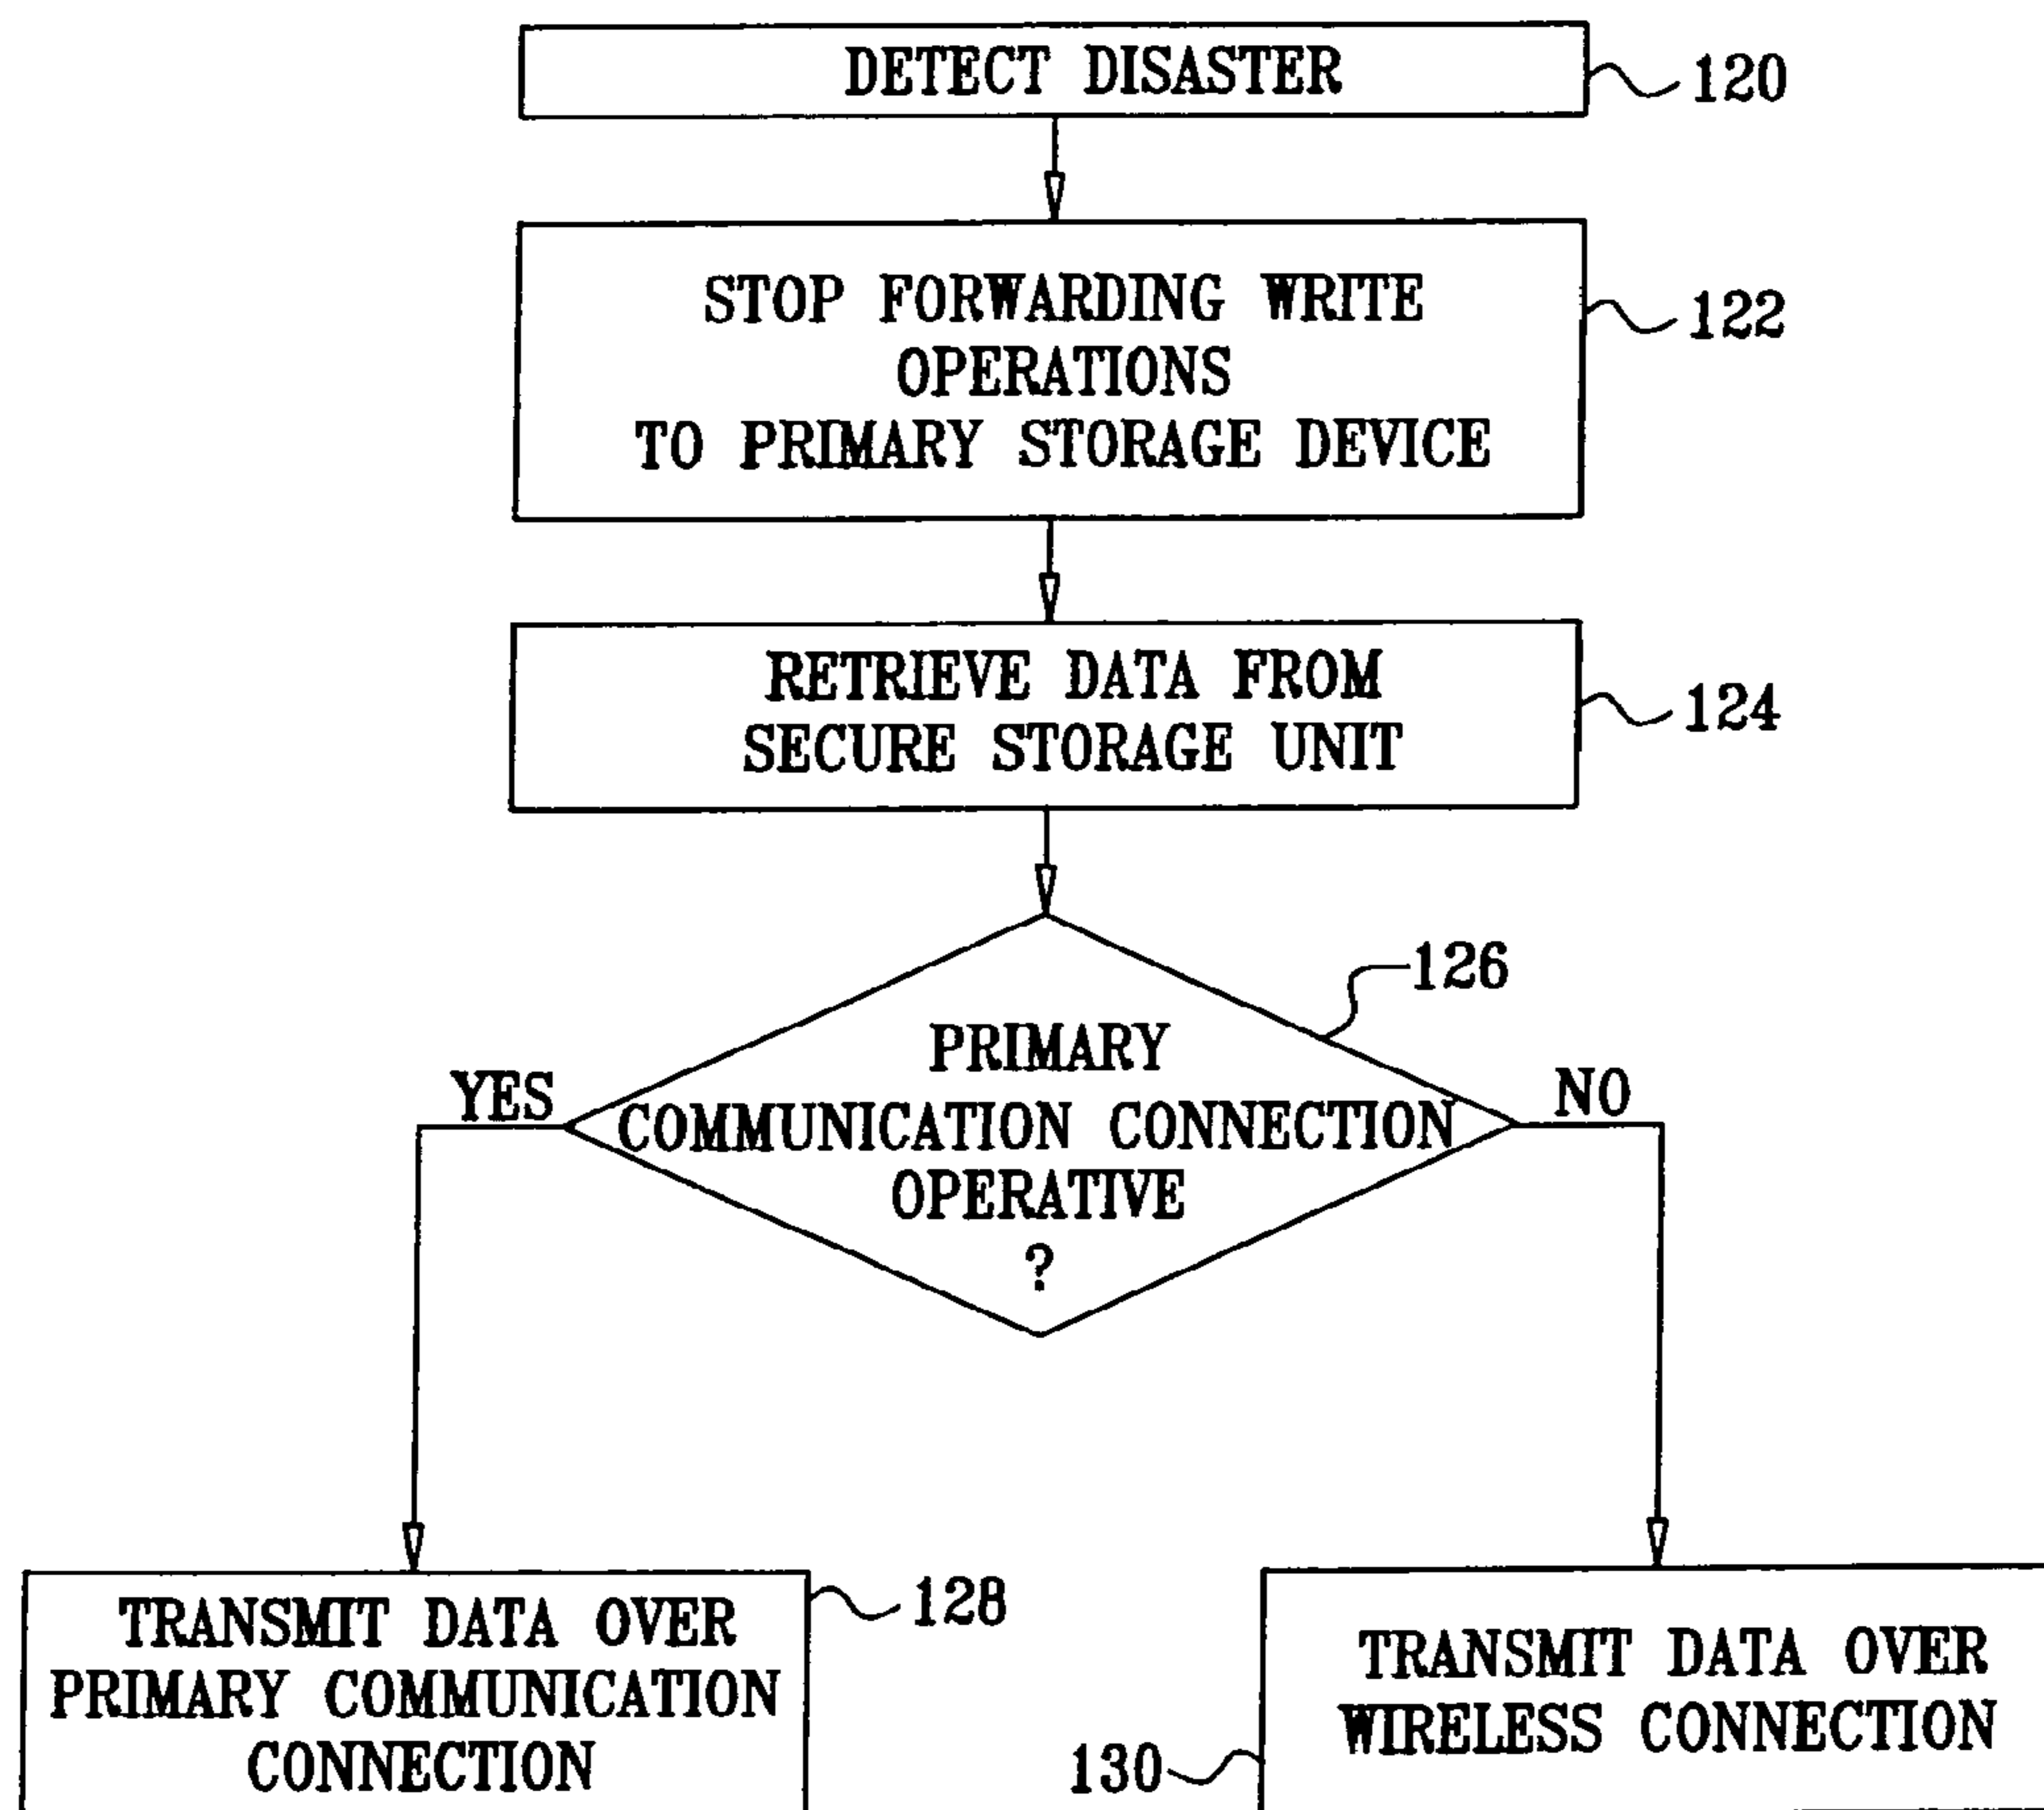 DETECT DISASTER
120
STOP FORWARDING WRITE
OPERATIONS
TO PRIMARY STORAGE DEVICE
122
RETRIEVE DATA FROM
SECURE STORAGE UNIT
124
126
PRIMARY
COMMUNICATION CONNECTION
OPERATIVE
?
YES
NO
TRANSMIT DATA OVER
PRIMARY COMMUNICATION
CONNECTION
128
TRANSMIT DATA OVER
WIRELESS CONNECTION
130